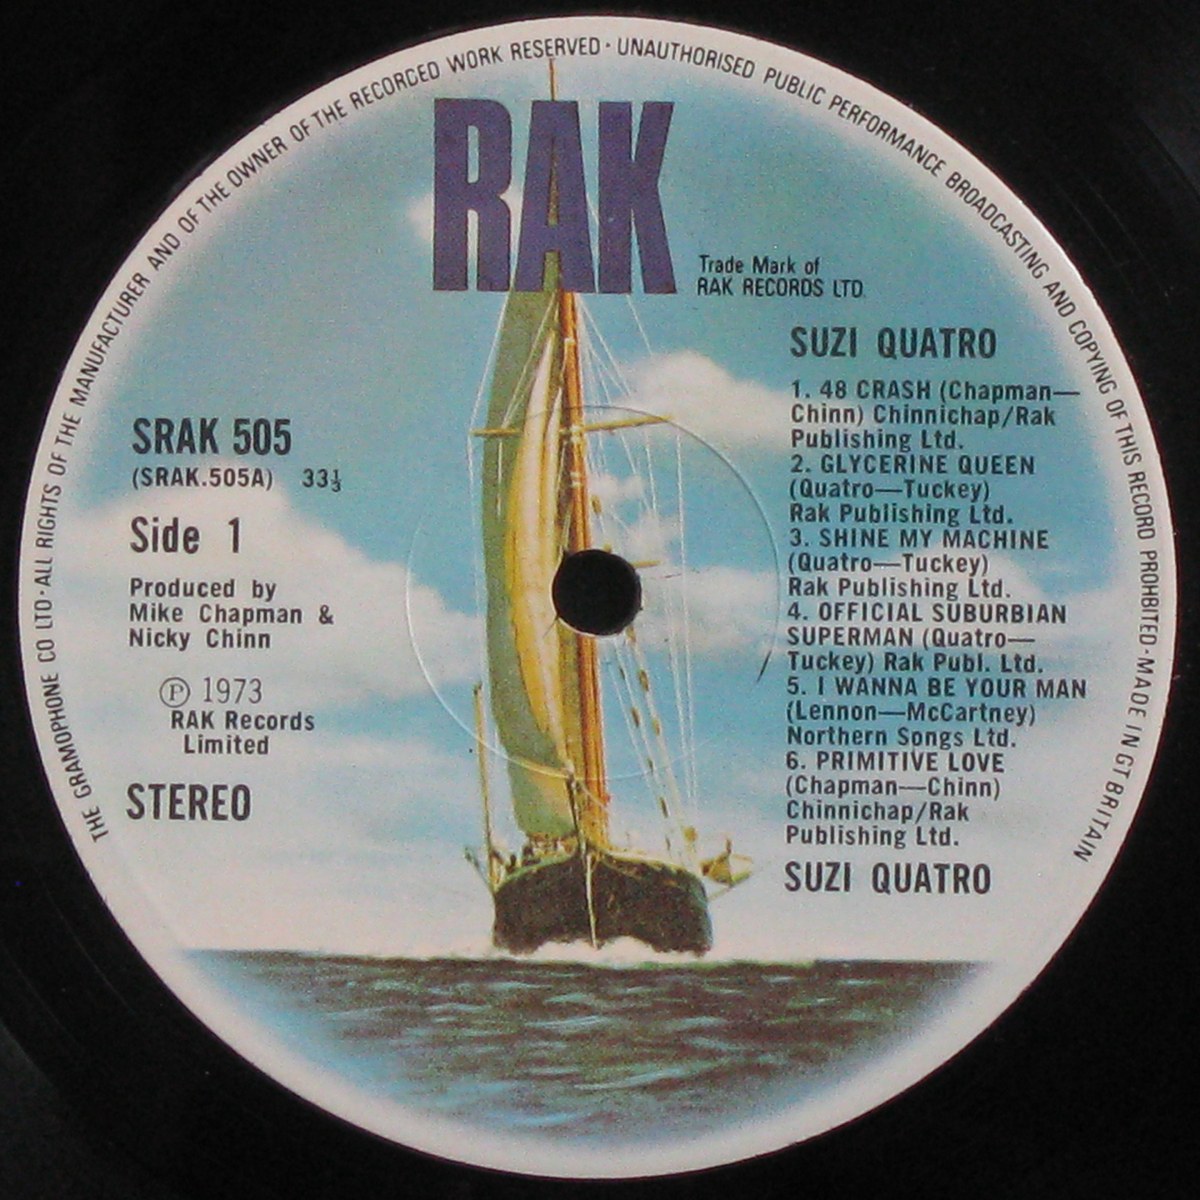 THE GRAMOPHONE CO LTD · ALL RIGHTS OF THE MANUFACTURER AND OF THE OWNER OF THE RECORDED WORK RESERVED · UNAUTHORISED PUBLIC PERFORMANCE BROADCASTING AND COPYING OF THIS RECORD PROHIBITED · MADE IN GT BRITAIN
RAK
Trade Mark of
RAK RECORDS LTD.
SRAK 505
(SRAK.505A) 33⅓
Side 1
Produced by
Mike Chapman &
Nicky Chinn
Ⓟ 1973
RAK Records
Limited
STEREO
SUZI QUATRO
1. 48 CRASH (Chapman—
Chinn) Chinnichap/Rak
Publishing Ltd.
2. GLYCERINE QUEEN
(Quatro—Tuckey)
Rak Publishing Ltd.
3. SHINE MY MACHINE
(Quatro—Tuckey)
Rak Publishing Ltd.
4. OFFICIAL SUBURBIAN
SUPERMAN (Quatro—
Tuckey) Rak Publ. Ltd.
5. I WANNA BE YOUR MAN
(Lennon—McCartney)
Northern Songs Ltd.
6. PRIMITIVE LOVE
(Chapman—Chinn)
Chinnichap/Rak
Publishing Ltd.
SUZI QUATRO